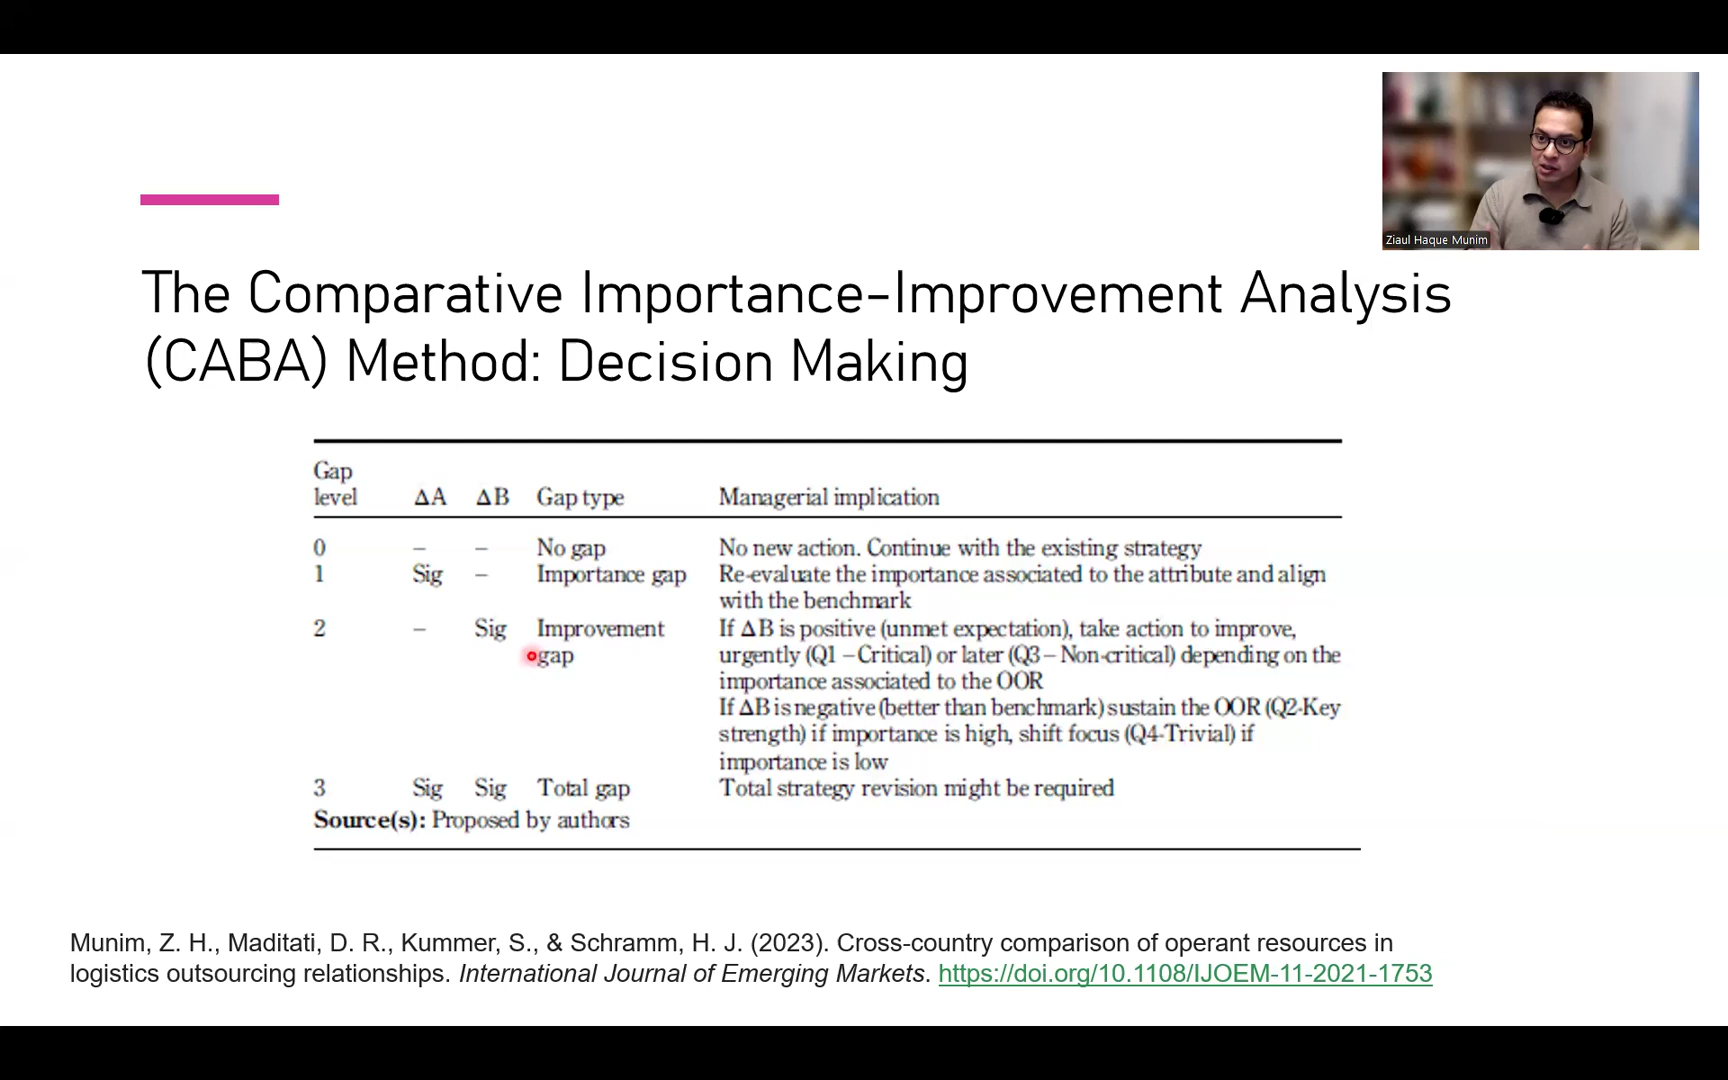 Ziaul Haque Munim
The Comparative Importance-Improvement Analysis
(CABA) Method: Decision Making
Gap
level ΔA ΔB Gap type Managerial implication
0 – – No gap No new action. Continue with the existing strategy
1 Sig – Importance gap Re-evaluate the importance associated to the attribute and align
with the benchmark
2 – Sig Improvement If ΔB is positive (unmet expectation), take action to improve,
gap urgently (Q1 – Critical) or later (Q3 – Non-critical) depending on the
importance associated to the OOR
If ΔB is negative (better than benchmark) sustain the OOR (Q2-Key
strength) if importance is high, shift focus (Q4-Trivial) if
importance is low
3 Sig Sig Total gap Total strategy revision might be required
Source(s): Proposed by authors
Munim, Z. H., Maditati, D. R., Kummer, S., & Schramm, H. J. (2023). Cross-country comparison of operant resources in
logistics outsourcing relationships. International Journal of Emerging Markets. https://doi.org/10.1108/IJOEM-11-2021-1753